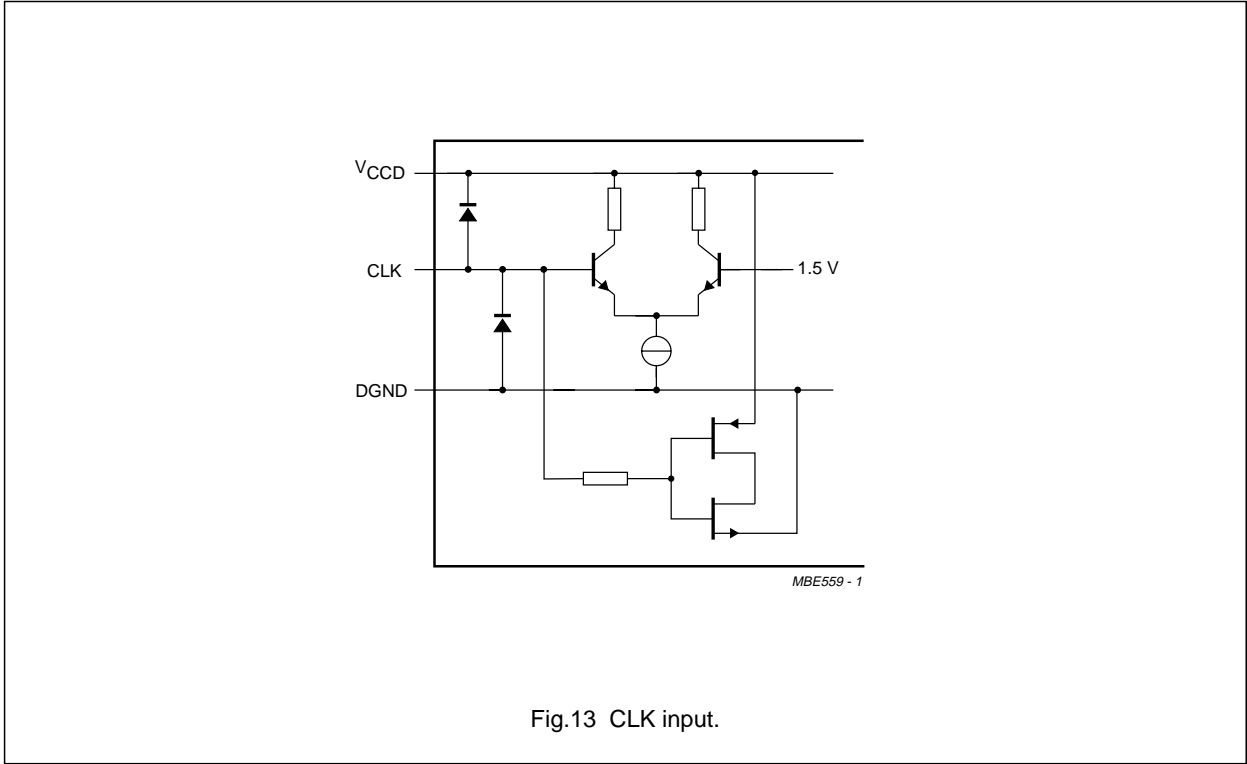 VCCD
CLK
1.5 V
DGND
MBE559 - 1
Fig.13 CLK input.